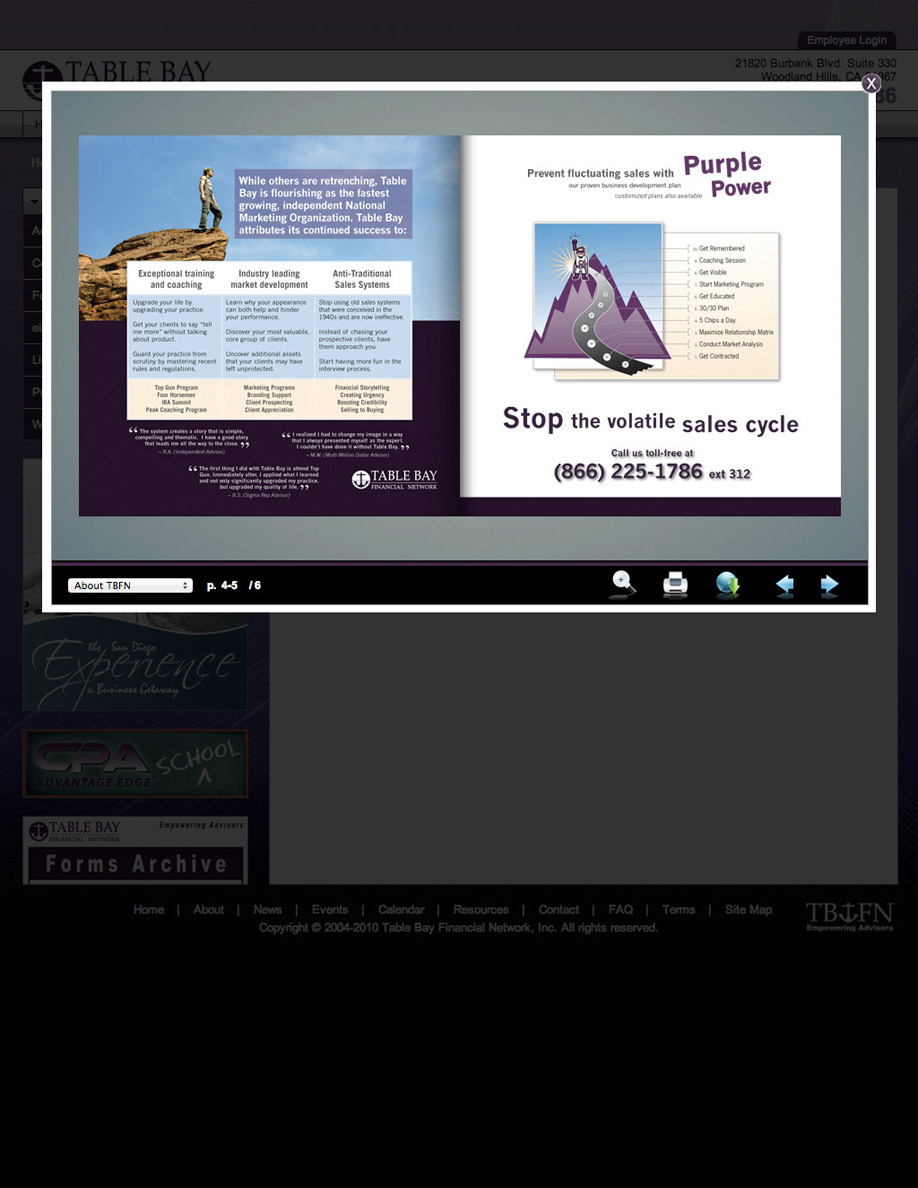 Employee Login
TABLE BAY
21820 Burbank Blvd. Suite 330
Woodland Hills, CA
X
While others are retrenching, Table
Bay is flourishing as the fastest
growing, independent National
Marketing Organization. Table Bay
attributes its continued success to:
Exceptional training
and coaching
Upgrade your life by
upgrading your practice.
Get your clients to say "tell
me more" without talking
about product.
Guard your practice from
scrutiny by mastering recent
rules and regulations.
Top Gun Program
Four Horsemen
IRA Summit
Peak Coaching Program
Industry leading
market development
Learn why your appearance
can both help and hinder
your performance.
Discover your most valuable,
core group of clients.
Uncover additional assets
that your clients may have
left unprotected.
Marketing Programs
Branding Support
Client Prospecting
Client Appreciation
Anti-Traditional
Sales Systems
Stop using old sales systems
that were conceived in the
1940s and are now ineffective.
Instead of chasing your
prospective clients, have
them approach you.
Start having more fun in the
interview process.
Financial Storytelling
Creating Urgency
Boosting Credibility
Selling to Buying
“ The system creates a story that is simple,
compelling and thematic. I have a good story
that leads me all the way to the close. ”
– R.K. (Independent Advisor)
“ I realized I had to change my image in a way
that I always presented myself as the expert.
I couldn't have done it without Table Bay. ”
– M.W. (Multi-Million Dollar Advisor)
“ The first thing I did with Table Bay is attend Top
Gun. Immediately after, I applied what I learned
and not only significantly upgraded my practice,
but upgraded my quality of life. ”
– B.S. (Sigma Rep Advisor)
TABLE BAY
FINANCIAL NETWORK
Prevent fluctuating sales with Purple
Power
our proven business development plan
customized plans also available
10. Get Remembered
9. Coaching Session
8. Get Visible
7. Start Marketing Program
6. Get Educated
5. 30/30 Plan
4. 5 Chips a Day
3. Maximize Relationship Matrix
2. Conduct Market Analysis
1. Get Contracted
Stop the volatile sales cycle
Call us toll-free at
(866) 225-1786 ext 312
About TBFN
p. 4-5 / 6
the San Diego
Experience
a Business Getaway
CPA SCHOOL
ADVANTAGE EDGE
TABLE BAY
FINANCIAL NETWORK
Empowering Advisors
Forms Archive
Home | About | News | Events | Calendar | Resources | Contact | FAQ | Terms | Site Map
Copyright © 2004-2010 Table Bay Financial Network, Inc. All rights reserved.
TBFN
Empowering Advisors